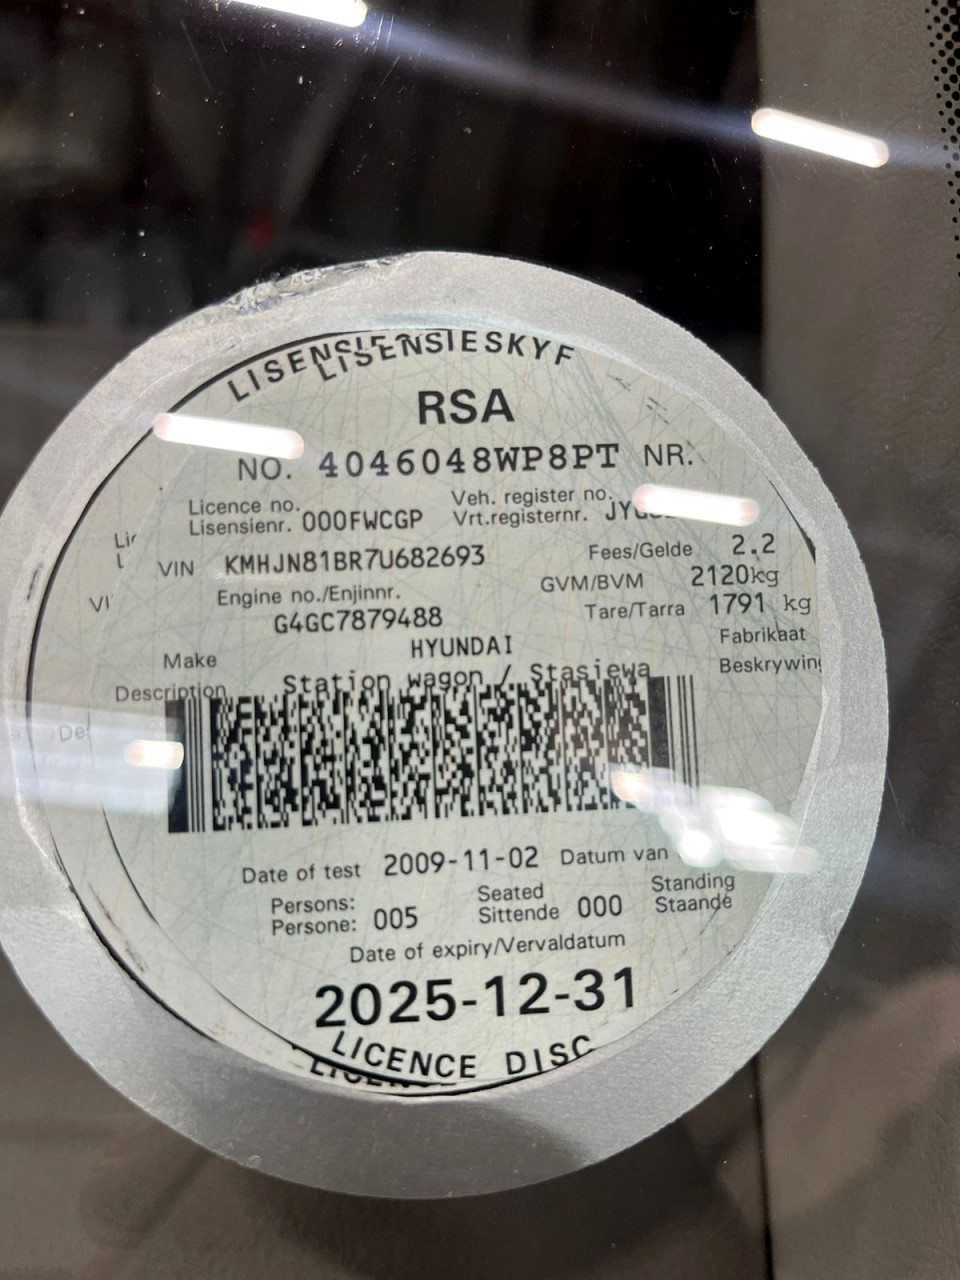 LISENSIESKYF
RSA
NO. 4046048WP8PT NR.
Licence no. Veh. register no.
Lisensienr. 000FWCGP Vrt.registernr.
VIN KMHJN81BR7U682693 Fees/Gelde 2.2
Engine no./Enjinnr. GVM/BVM 2120kg
G4GC7879488 Tare/Tarra 1791 kg
Make HYUNDAI Fabrikaat
Description Station wagon / Stasiewa Beskrywing
Date of test 2009-11-02 Datum van
Persons: Seated Standing
Persone: 005 Sittende 000 Staande
Date of expiry/Vervaldatum
2025-12-31
LICENCE DISC